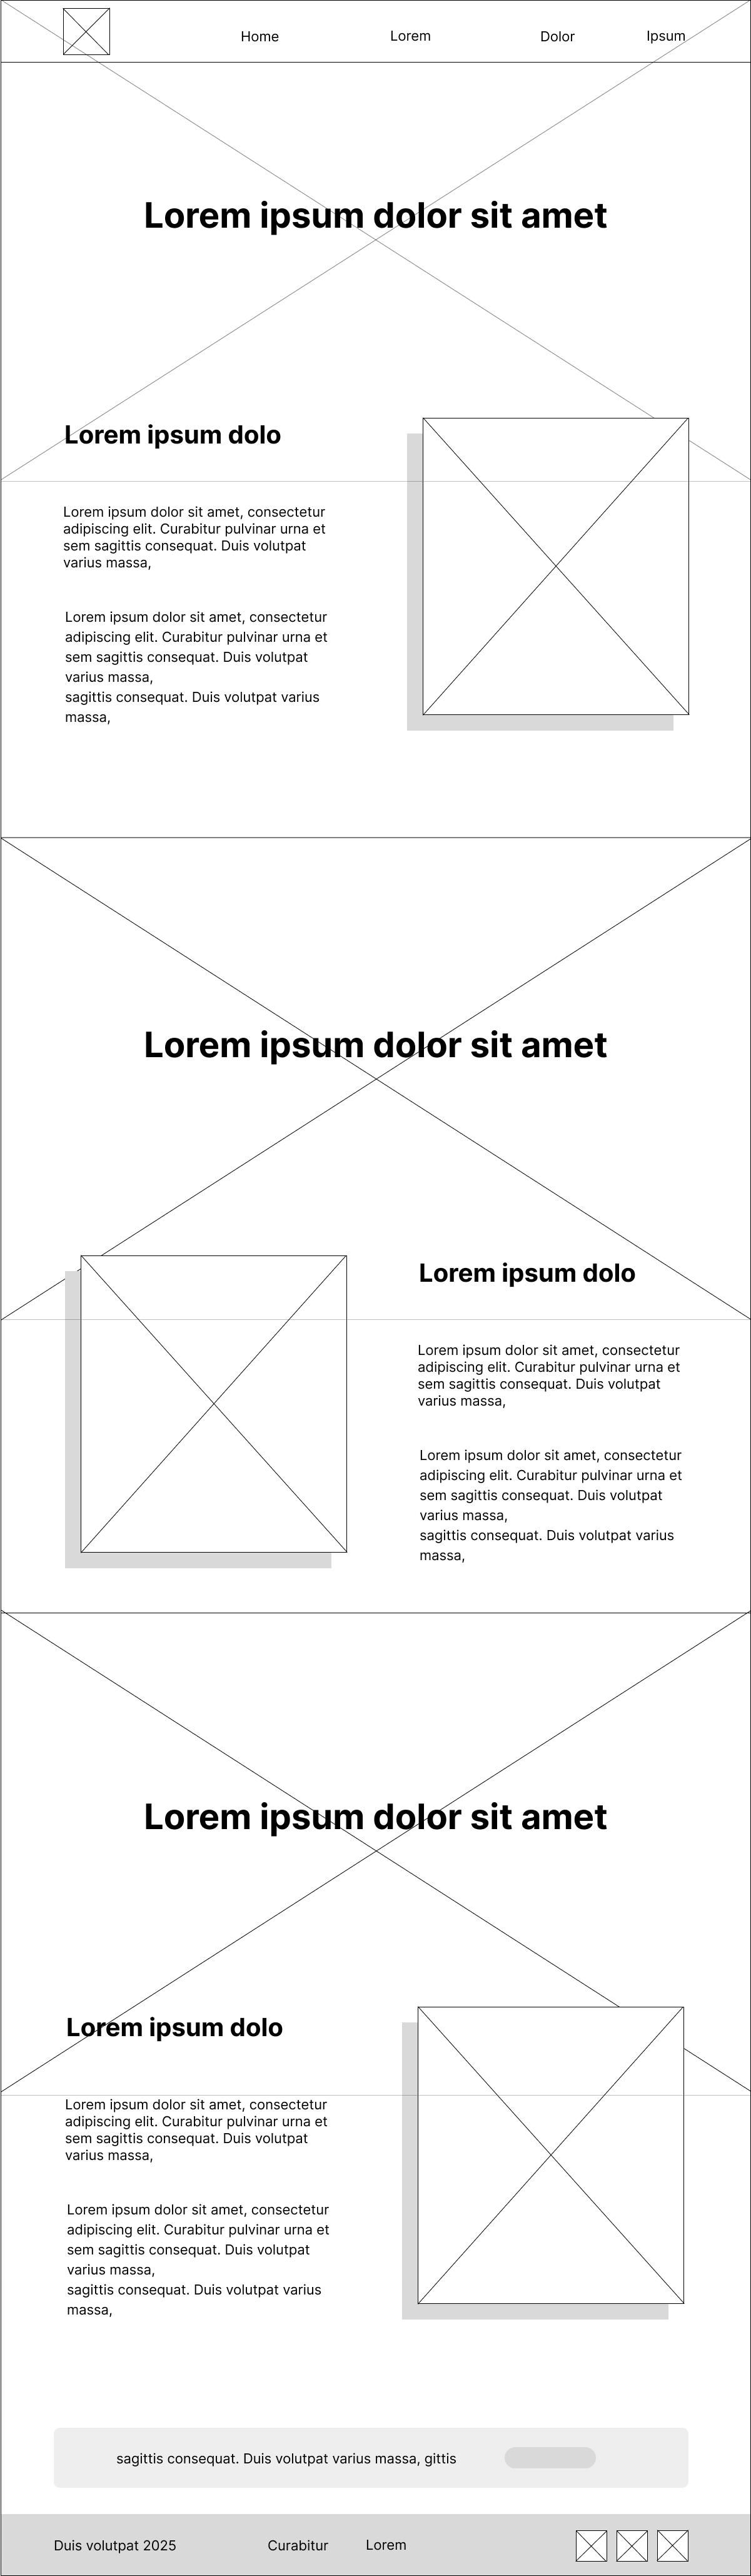 Home
Lorem
Dolor
Ipsum
Lorem ipsum dolor sit amet
Lorem ipsum dolo
Lorem ipsum dolor sit amet, consectetur
adipiscing elit. Curabitur pulvinar urna et
sem sagittis consequat. Duis volutpat
varius massa,
Lorem ipsum dolor sit amet, consectetur
adipiscing elit. Curabitur pulvinar urna et
sem sagittis consequat. Duis volutpat
varius massa,
sagittis consequat. Duis volutpat varius
massa,
Lorem ipsum dolor sit amet
Lorem ipsum dolo
Lorem ipsum dolor sit amet, consectetur
adipiscing elit. Curabitur pulvinar urna et
sem sagittis consequat. Duis volutpat
varius massa,
Lorem ipsum dolor sit amet, consectetur
adipiscing elit. Curabitur pulvinar urna et
sem sagittis consequat. Duis volutpat
varius massa,
sagittis consequat. Duis volutpat varius
massa,
Lorem ipsum dolor sit amet
Lorem ipsum dolo
Lorem ipsum dolor sit amet, consectetur
adipiscing elit. Curabitur pulvinar urna et
sem sagittis consequat. Duis volutpat
varius massa,
Lorem ipsum dolor sit amet, consectetur
adipiscing elit. Curabitur pulvinar urna et
sem sagittis consequat. Duis volutpat
varius massa,
sagittis consequat. Duis volutpat varius
massa,
sagittis consequat. Duis volutpat varius massa, gittis
Duis volutpat 2025
Curabitur
Lorem